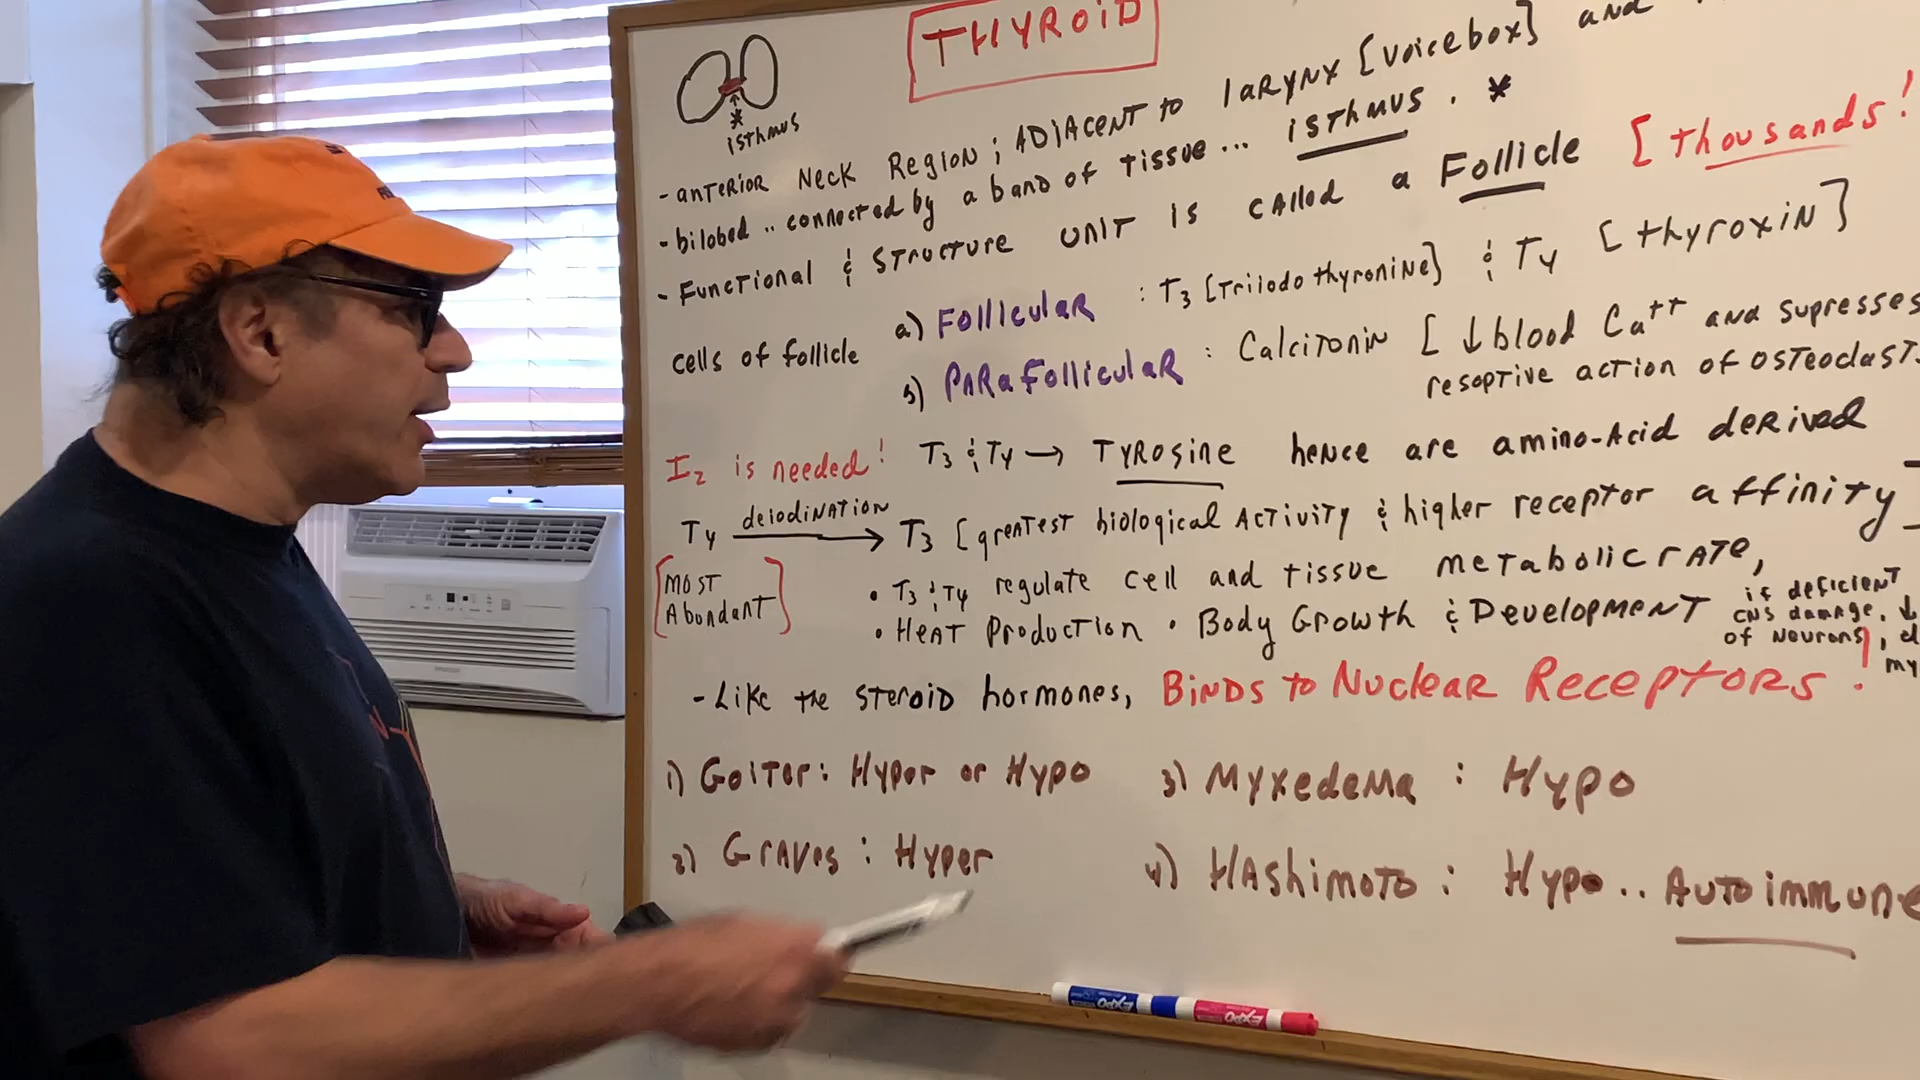 THYROID
* ISThMUS
- anTERIOR Neck Region ; ADJACENT to larynx [voicebox] and
- bilobed .. connected by a band of Tissue ... iSThMUS . *
- Functional & STructure UNIT is called a Follicle [thousands!
cells of follicle
a) Follicular : T3 [Triiodothyronine] & T4 [thyroxin]
b) PARafollicular : Calcitonin [ ↓ blood Ca++ and supresses
resoptive action of OSTeoclast
I2 is needed! T3 & T4 → TYROSine hence are amino-Acid derived
T4 deiodiNATION → T3 [greatest biological Activity & higher receptor affinity]
[MOST Abundant]
• T3 & T4 regulate cell and tissue metabolic rATe,
• HEAT Production • Body Growth & Development
if deficient
CNS damage, ↓
of Neurons,
my
- Like the steroid hormones, BiNDS to Nuclear Receptors!
1) Goiter: Hyper or Hypo
3) Myxedema : Hypo
2) Graves : Hyper
4) Hashimoto : Hypo .. Autoimmune
EXPO
EXPO